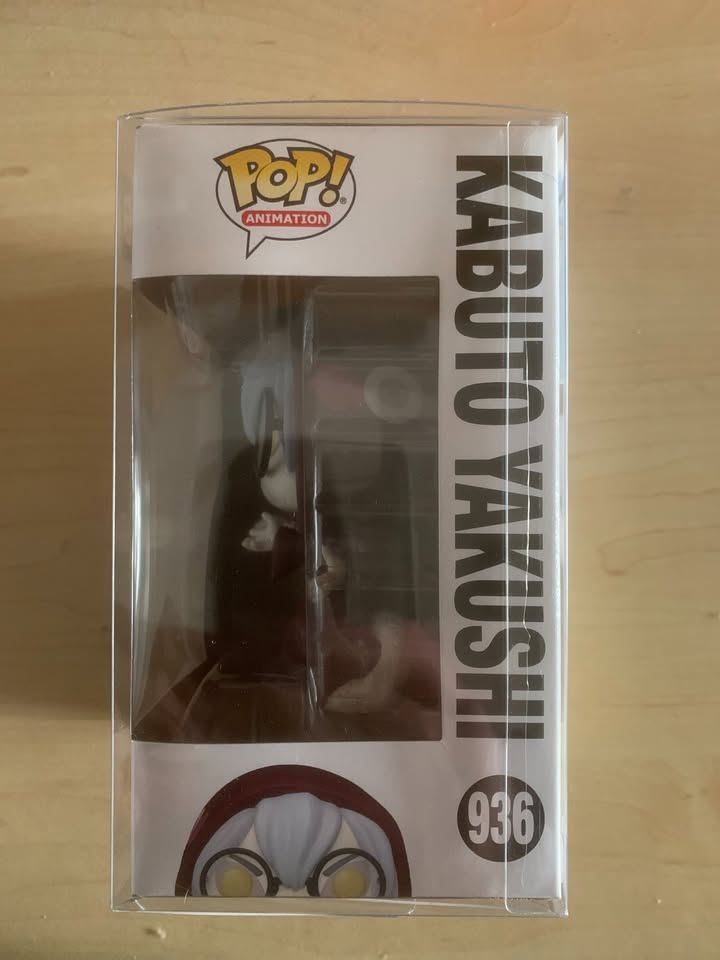 POP!®
ANIMATION
KABUTO YAKUSHI
936